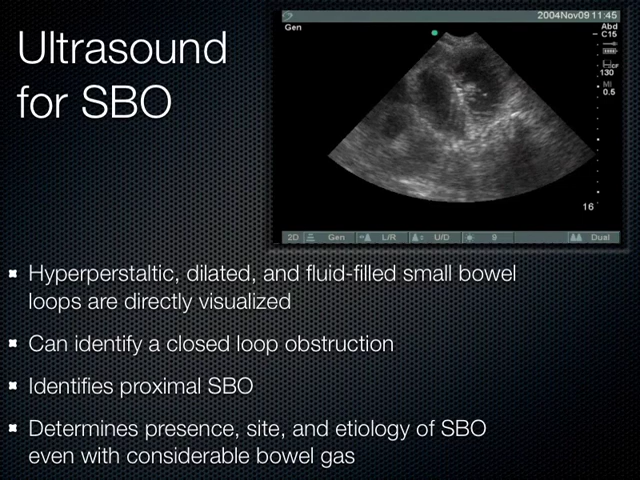 Ultrasound
for SBO
2004Nov09 11:45
Gen
Abd
C15
130
MI
0.5
16
2D Gen L/R U/D 9 Dual
Hyperperstaltic, dilated, and fluid-filled small bowel
loops are directly visualized
Can identify a closed loop obstruction
Identifies proximal SBO
Determines presence, site, and etiology of SBO
even with considerable bowel gas